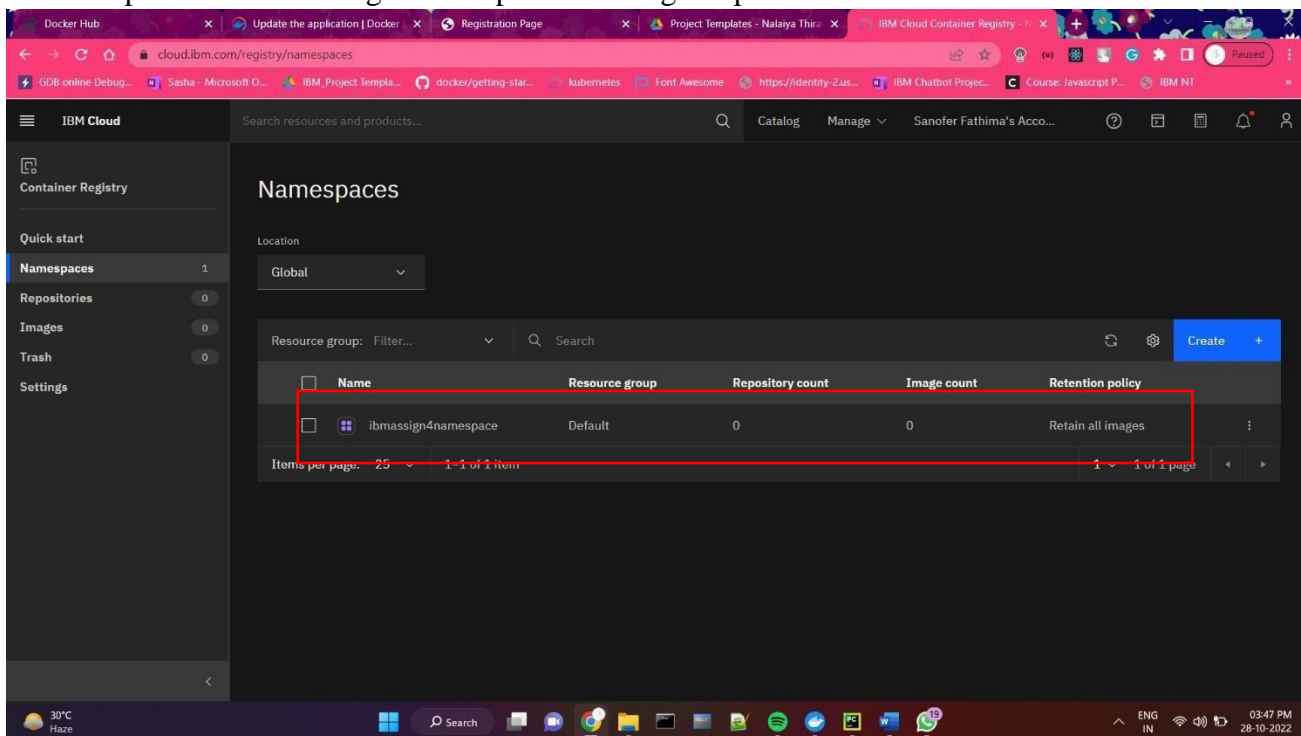 Docker Hub
Update the application | Docker
Registration Page
Project Templates - Nalaiya Thira
IBM Cloud Container Registry - N
cloud.ibm.com/registry/namespaces
Paused
GDB online Debug...
Sasha - Microsoft O...
IBM_Project Templa...
docker/getting-star...
kubernetes
Font Awesome
https://identity-2.us...
IBM Chatbot Projec...
Course: Javascript P...
IBM NT
IBM Cloud
Search resources and products...
Catalog
Manage
Sanofer Fathima's Acco...
Container Registry
Quick start
Namespaces 1
Repositories 0
Images 0
Trash 0
Settings
Namespaces
Location
Global
Resource group: Filter...
Search
Create +
Name Resource group Repository count Image count Retention policy
ibmassign4namespace Default 0 0 Retain all images
Items per page: 25 1–1 of 1 item 1 1 of 1 page
30°C
Haze
Search
19
ENG
IN
03:47 PM
28-10-2022